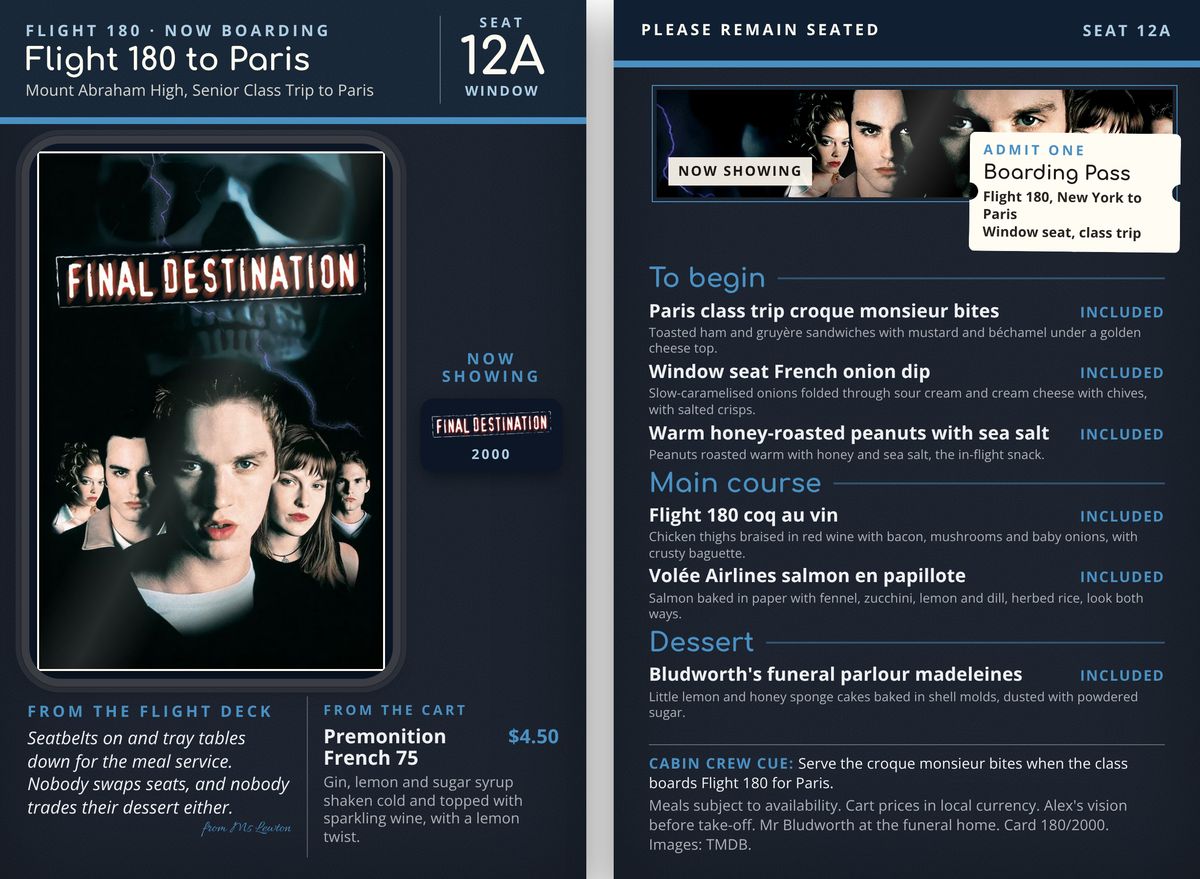 FLIGHT 180 · NOW BOARDING
Flight 180 to Paris
Mount Abraham High, Senior Class Trip to Paris
SEAT
12A
WINDOW
FINAL DESTINATION
NOW
SHOWING
FINAL DESTINATION
2000
FROM THE FLIGHT DECK
Seatbelts on and tray tables
down for the meal service.
Nobody swaps seats, and nobody
trades their dessert either.
from Ms Lewton
FROM THE CART
Premonition
French 75
$4.50
Gin, lemon and sugar syrup
shaken cold and topped with
sparkling wine, with a lemon
twist.
PLEASE REMAIN SEATED
SEAT 12A
NOW SHOWING
ADMIT ONE
Boarding Pass
Flight 180, New York to
Paris
Window seat, class trip
To begin
Paris class trip croque monsieur bites INCLUDED
Toasted ham and gruyère sandwiches with mustard and béchamel under a golden
cheese top.
Window seat French onion dip INCLUDED
Slow-caramelised onions folded through sour cream and cream cheese with chives,
with salted crisps.
Warm honey-roasted peanuts with sea salt INCLUDED
Peanuts roasted warm with honey and sea salt, the in-flight snack.
Main course
Flight 180 coq au vin INCLUDED
Chicken thighs braised in red wine with bacon, mushrooms and baby onions, with
crusty baguette.
Volée Airlines salmon en papillote INCLUDED
Salmon baked in paper with fennel, zucchini, lemon and dill, herbed rice, look both
ways.
Dessert
Bludworth's funeral parlour madeleines INCLUDED
Little lemon and honey sponge cakes baked in shell molds, dusted with powdered
sugar.
CABIN CREW CUE: Serve the croque monsieur bites when the class
boards Flight 180 for Paris.
Meals subject to availability. Cart prices in local currency. Alex's vision
before take-off. Mr Bludworth at the funeral home. Card 180/2000.
Images: TMDB.